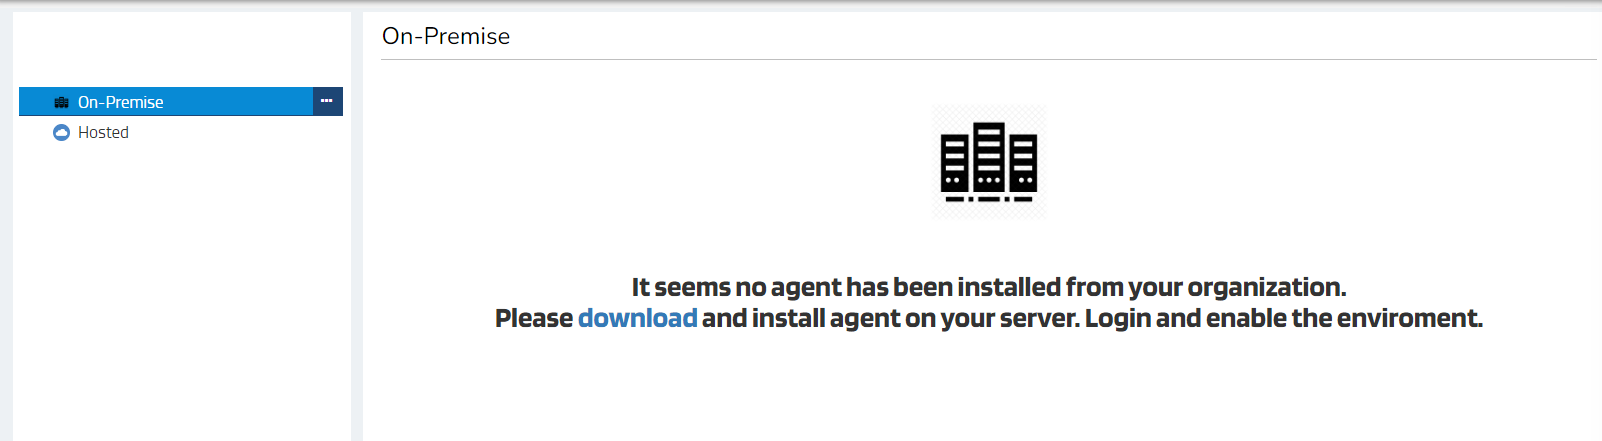 On-Premise
On-Premise
Hosted
It seems no agent has been installed from your organization.
Please download and install agent on your server. Login and enable the enviroment.